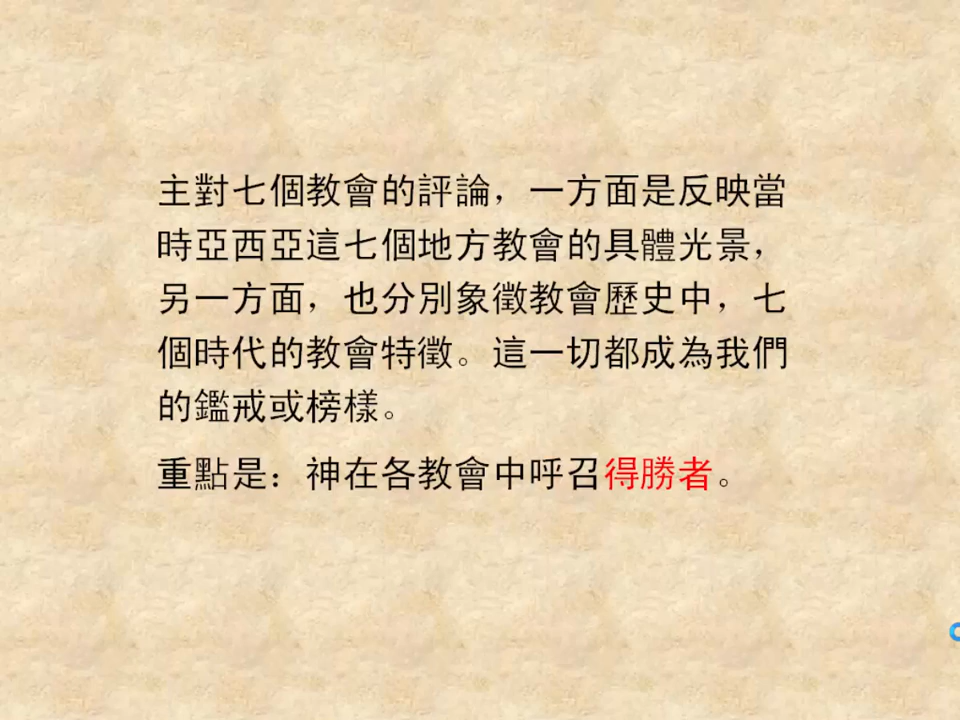 主對七個教會的評論，一方面是反映當
時亞西亞這七個地方教會的具體光景，
另一方面，也分別象徵教會歷史中，七
個時代的教會特徵。這一切都成為我們
的鑑戒或榜樣。
重點是：神在各教會中呼召得勝者。